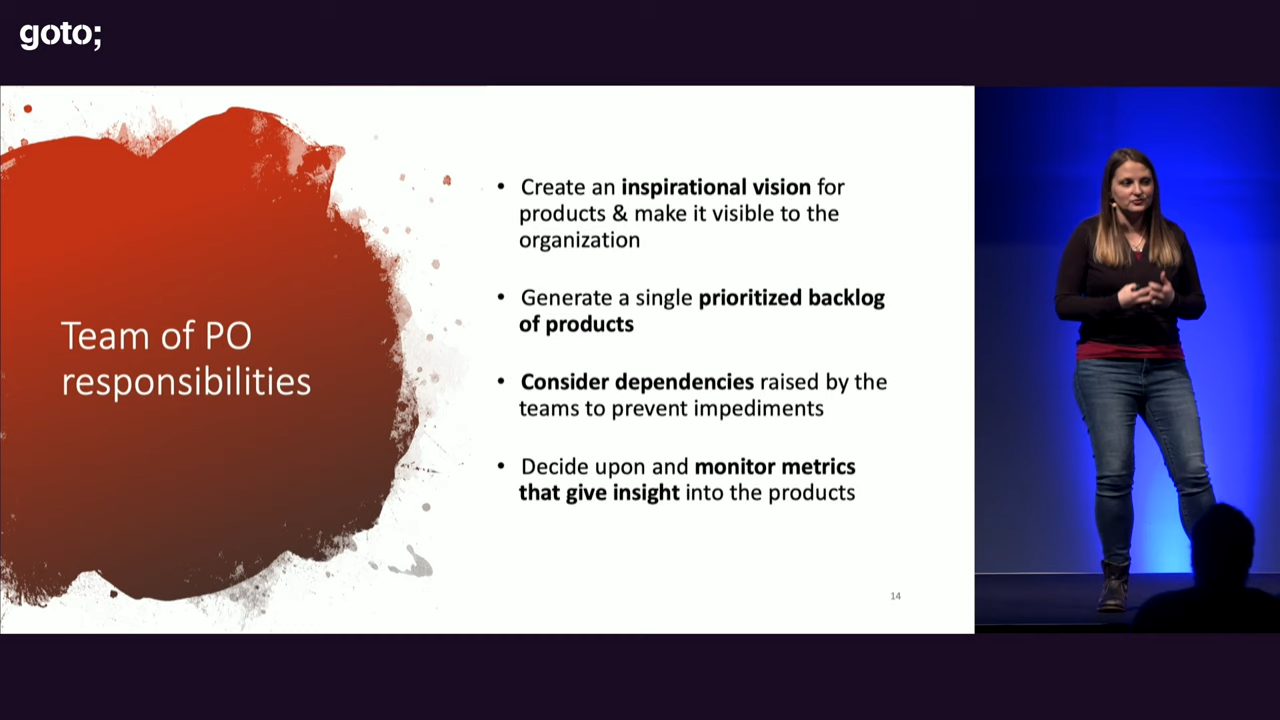 goto;
Team of PO
responsibilities
• Create an inspirational vision for
products & make it visible to the
organization
• Generate a single prioritized backlog
of products
• Consider dependencies raised by the
teams to prevent impediments
• Decide upon and monitor metrics
that give insight into the products
14